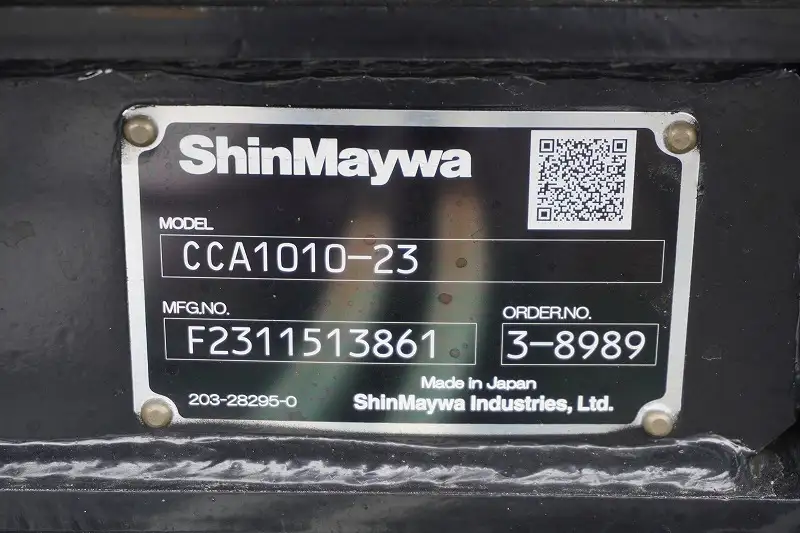 ShinMaywa
MODEL
CCA1010-23
MFG.NO.
F2311513861
ORDER.NO.
3-8989
Made in Japan
203-28295-0
ShinMaywa Industries, Ltd.